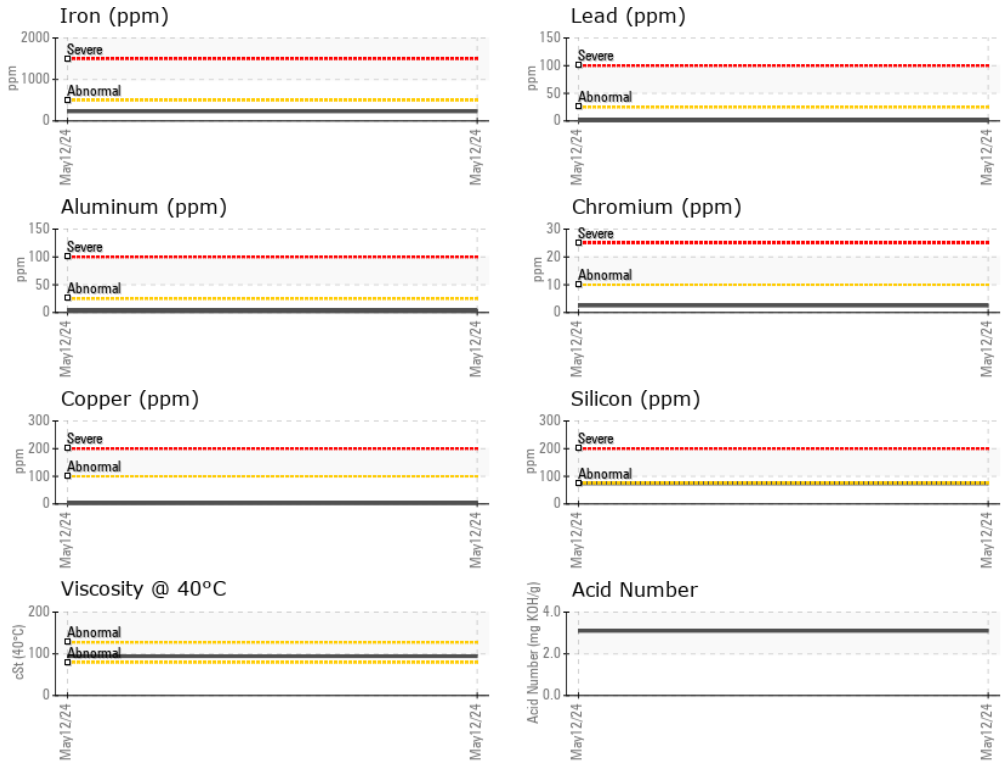 Iron (ppm)
2000
1000
0
ppm
Severe
Abnormal
May12/24
May12/24
Lead (ppm)
150
100
50
0
ppm
Severe
Abnormal
May12/24
May12/24
Aluminum (ppm)
150
100
50
0
ppm
Severe
Abnormal
May12/24
May12/24
Chromium (ppm)
30
20
10
0
ppm
Severe
Abnormal
May12/24
May12/24
Copper (ppm)
300
200
100
0
ppm
Severe
Abnormal
May12/24
May12/24
Silicon (ppm)
300
200
100
0
ppm
Severe
Abnormal
May12/24
May12/24
Viscosity @ 40°C
200
100
0
cSt (40°C)
Abnormal
Abnormal
May12/24
May12/24
Acid Number
4.0
2.0
0.0
Acid Number (mg KOH/g)
May12/24
May12/24